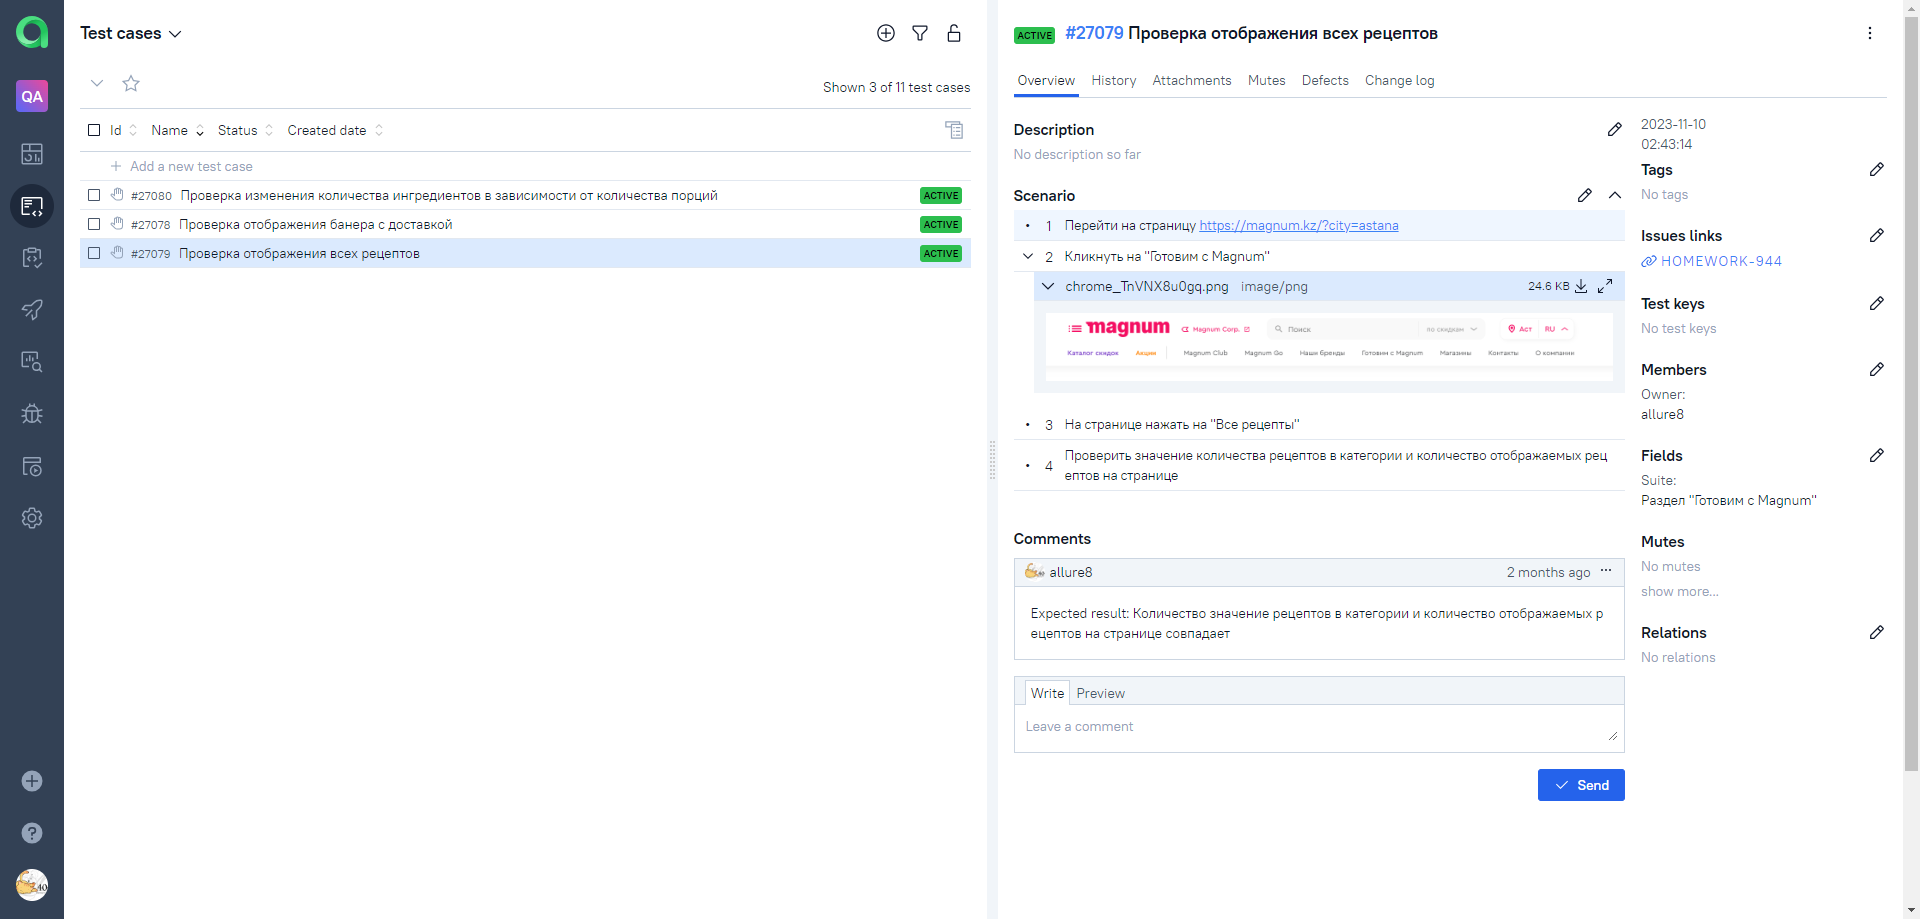 Test cases
QA
Shown 3 of 11 test cases
Id Name Status Created date
Add a new test case
#27080 Проверка изменения количества ингредиентов в зависимости от количества порций ACTIVE
#27078 Проверка отображения банера с доставкой ACTIVE
#27079 Проверка отображения всех рецептов ACTIVE
ACTIVE #27079 Проверка отображения всех рецептов
Overview History Attachments Mutes Defects Change log
Description
No description so far
Scenario
1 Перейти на страницу https://magnum.kz/?city=astana
2 Кликнуть на "Готовим с Magnum"
chrome_TnVNX8u0gq.png image/png 24.6 KB
magnum Magnum Corp. Поиск по скидкам Аст RU
Каталог скидок Акции Magnum Club Magnum Go Наши бренды Готовим с Magnum Магазины Контакты О компании
3 На странице нажать на "Все рецепты"
4 Проверить значение количества рецептов в категории и количество отображаемых рец
ептов на странице
Comments
allure8 2 months ago
Expected result: Количество значение рецептов в категории и количество отображаемых р
ецептов на странице совпадает
Write Preview
Leave a comment
Send
2023-11-10
02:43:14
Tags
No tags
Issues links
HOMEWORK-944
Test keys
No test keys
Members
Owner:
allure8
Fields
Suite:
Раздел "Готовим с Magnum"
Mutes
No mutes
show more...
Relations
No relations